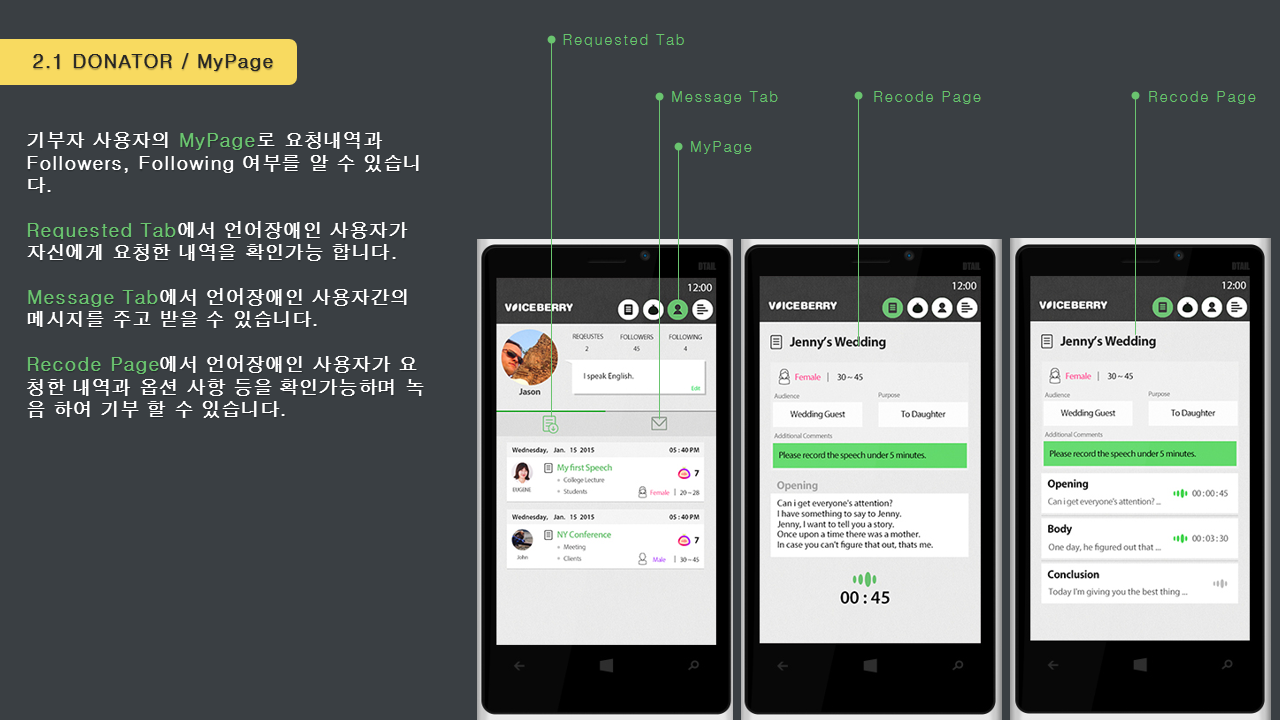 2.1 DONATOR / MyPage
기부자 사용자의 MyPage로 요청내역과
Followers, Following 여부를 알 수 있습니
다.
Requested Tab에서 언어장애인 사용자가
자신에게 요청한 내역을 확인가능 합니다.
Message Tab에서 언어장애인 사용자간의
메시지를 주고 받을 수 있습니다.
Recode Page에서 언어장애인 사용자가 요
청한 내역과 옵션 사항 등을 확인가능하며 녹
음 하여 기부 할 수 있습니다.
Requested Tab
Message Tab
MyPage
Recode Page
Recode Page
DTAIL
12:00
VOICEBERRY
REQEUSTES FOLLOWERS FOLLOWING
2 45 4
I speak English.
Edit
Jason
Wednesday, Jan. 15 2015 05:40 PM
My first Speech
7
College Lecture
EUGENE
Students
Female | 20~28
Wednesday, Jan. 15 2015 05:40 PM
NY Conference
7
Meeting
John
Clients
Male | 30~45
DTAIL
12:00
VOICEBERRY
Jenny's Wedding
Female | 30~45
Audience Purpose
Wedding Guest To Daughter
Additional Comments
Please record the speech under 5 minutes.
Opening
Can i get everyone's attention?
I have something to say to Jenny.
Jenny, I want to tell you a story.
Once upon a time there was a mother.
In case you can't figure that out, thats me.
00 : 45
DTAIL
12:00
VOICEBERRY
Jenny's Wedding
Female | 30~45
Audience Purpose
Wedding Guest To Daughter
Additional Comments
Please record the speech under 5 minutes.
Opening
Can i get everyone's attention? ... 00:00:45
Body
One day, he figured out that ... 00:03:30
Conclusion
Today I'm giving you the best thing ...